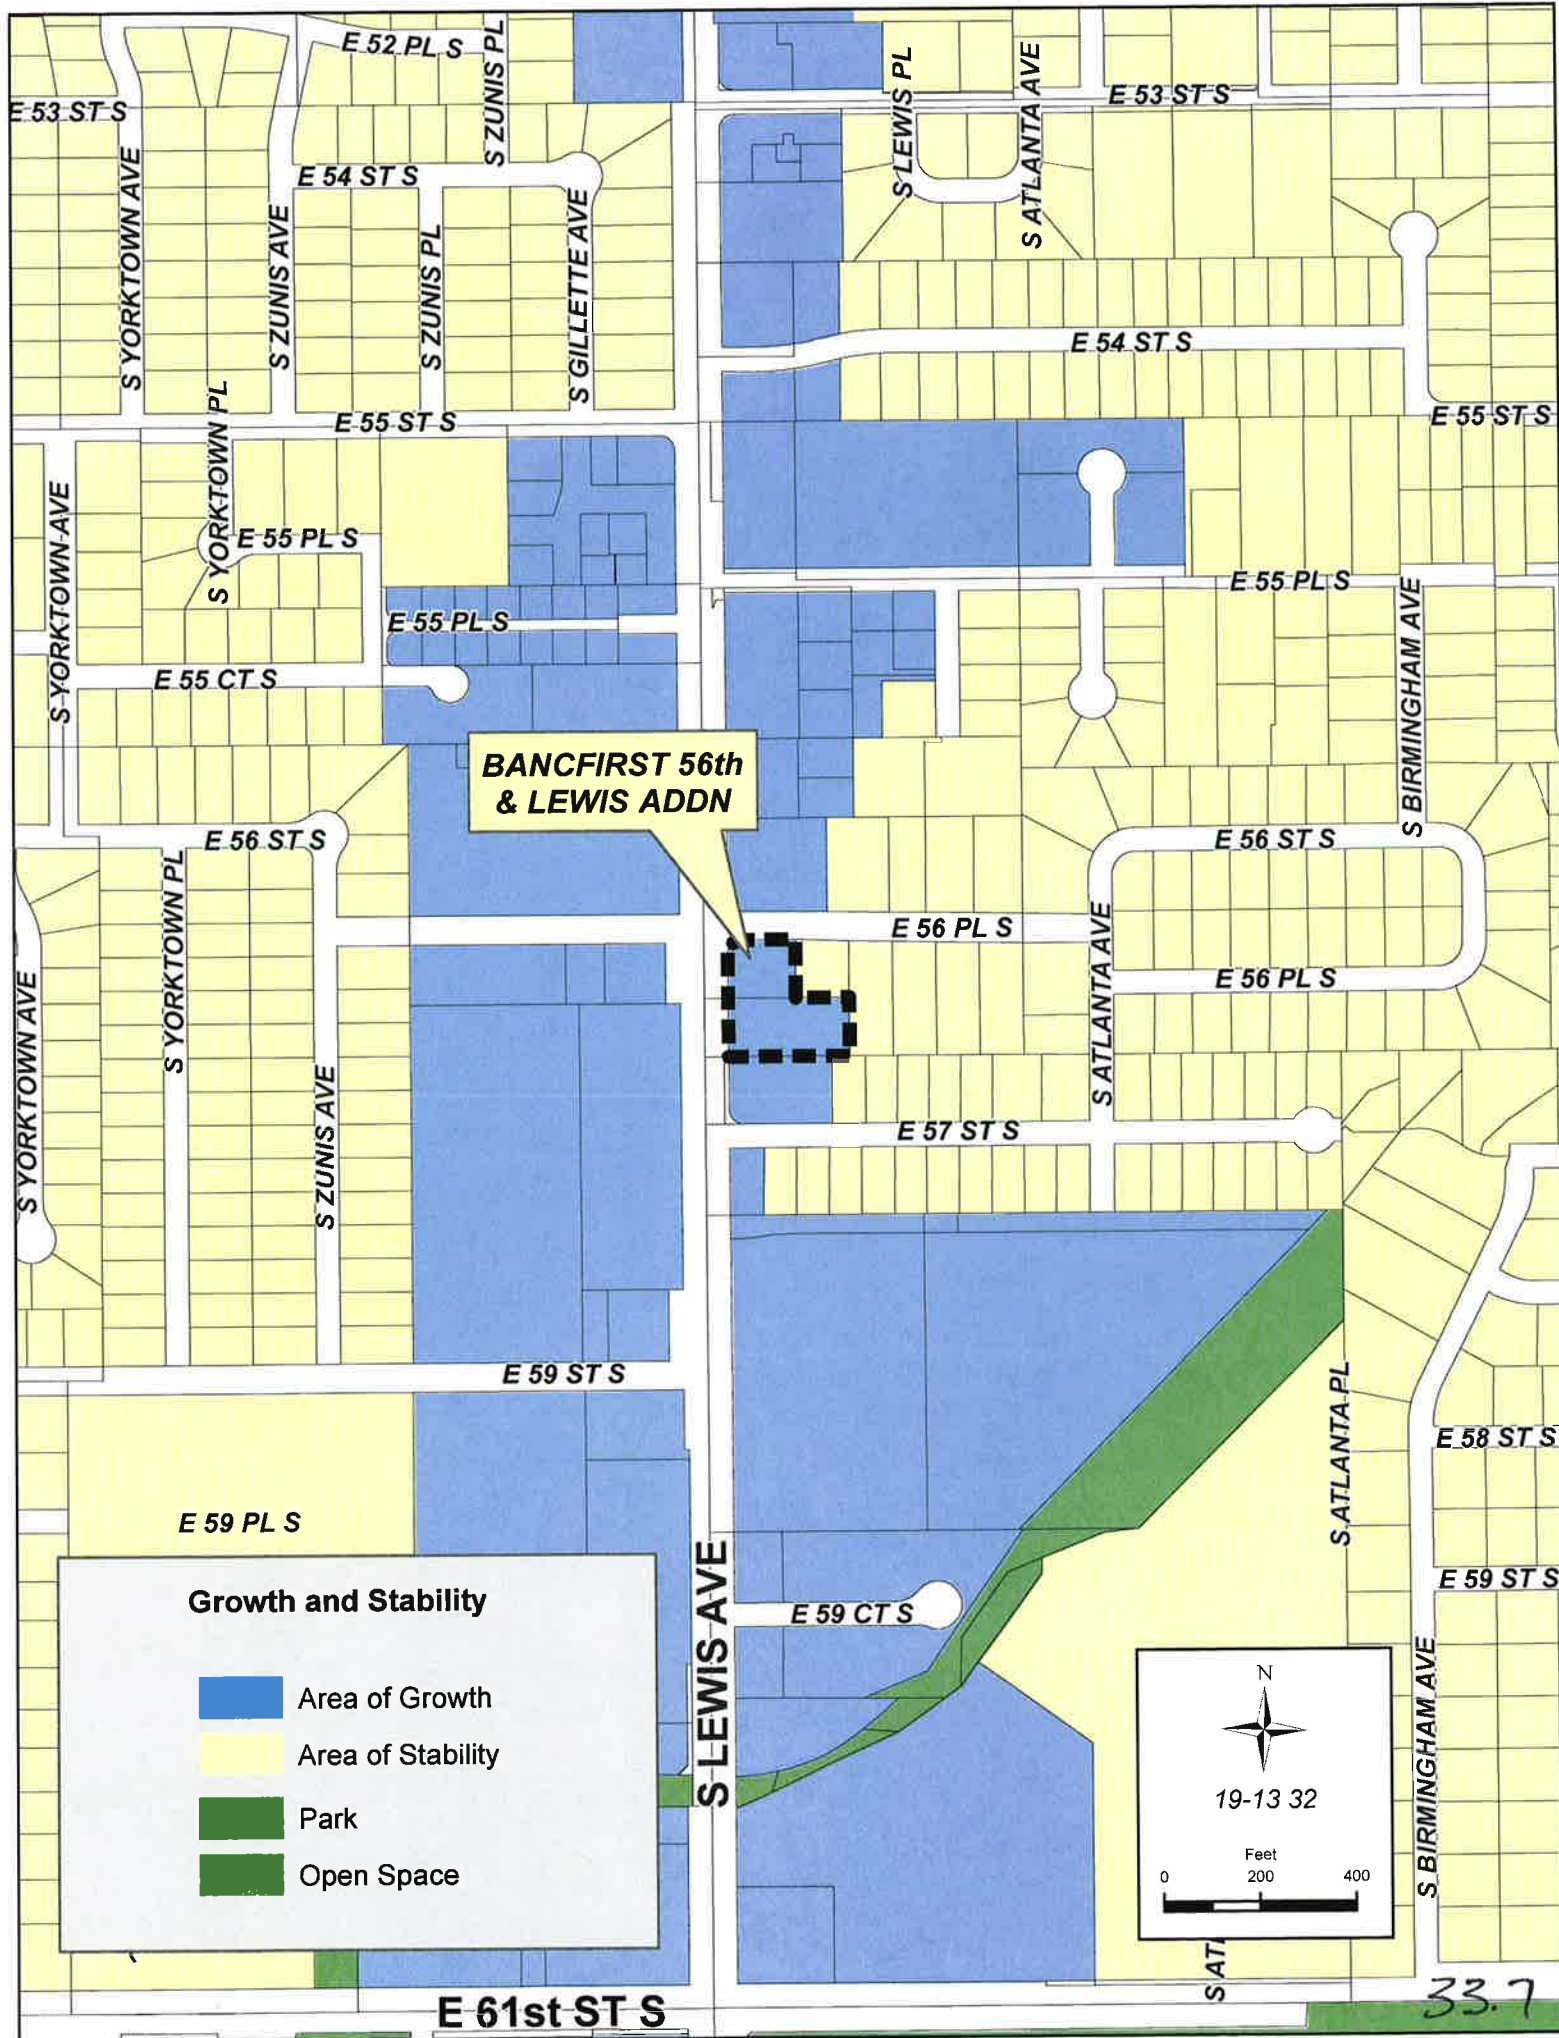 E 52 PL S
S ZUNIS PL
S LEWIS PL
S ATLANTA AVE
E 53 ST S
E 53 ST S
S YORKTOWN AVE
E 54 ST S
S ZUNIS AVE
S ZUNIS PL
S GILLETTE AVE
E 54 ST S
S YORKTOWN PL
E 55 ST S
E 55 ST S
S YORKTOWN AVE
E 55 PL S
E 55 PL S
E 55 PL S
S BIRMINGHAM AVE
E 55 CT S
BANCFIRST 56th
& LEWIS ADDN
E 56 ST S
E 56 ST S
S YORKTOWN PL
E 56 PL S
S ATLANTA AVE
E 56 PL S
S YORKTOWN AVE
S ZUNIS AVE
E 57 ST S
E 59 ST S
S ATLANTA PL
E 58 ST S
E 59 PL S
S LEWIS AVE
E 59 ST S
E 59 CT S
Growth and Stability
Area of Growth
Area of Stability
Park
Open Space
N
19-13 32
Feet
0 200 400
S BIRMINGHAM AVE
S ATL
E 61st ST S
33.7